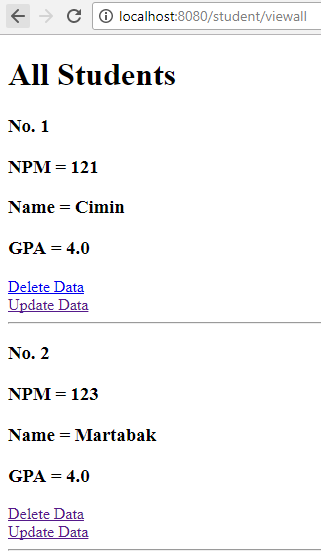 localhost:8080/student/viewall
All Students
No. 1
NPM = 121
Name = Cimin
GPA = 4.0
Delete Data
Update Data
No. 2
NPM = 123
Name = Martabak
GPA = 4.0
Delete Data
Update Data